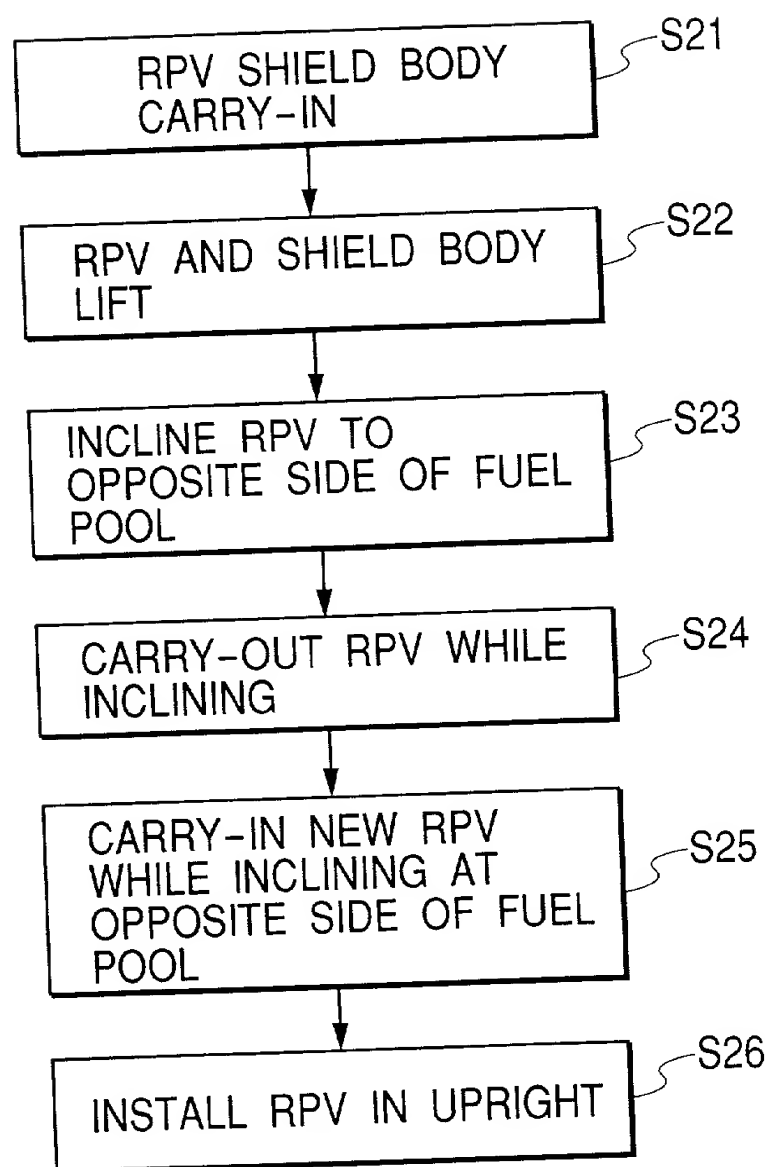 RPV SHIELD BODY
CARRY-IN
S21
RPV AND SHIELD BODY
LIFT
S22
INCLINE RPV TO
OPPOSITE SIDE OF FUEL
POOL
S23
CARRY-OUT RPV WHILE
INCLINING
S24
CARRY-IN NEW RPV
WHILE INCLINING AT
OPPOSITE SIDE OF FUEL
POOL
S25
INSTALL RPV IN UPRIGHT
S26